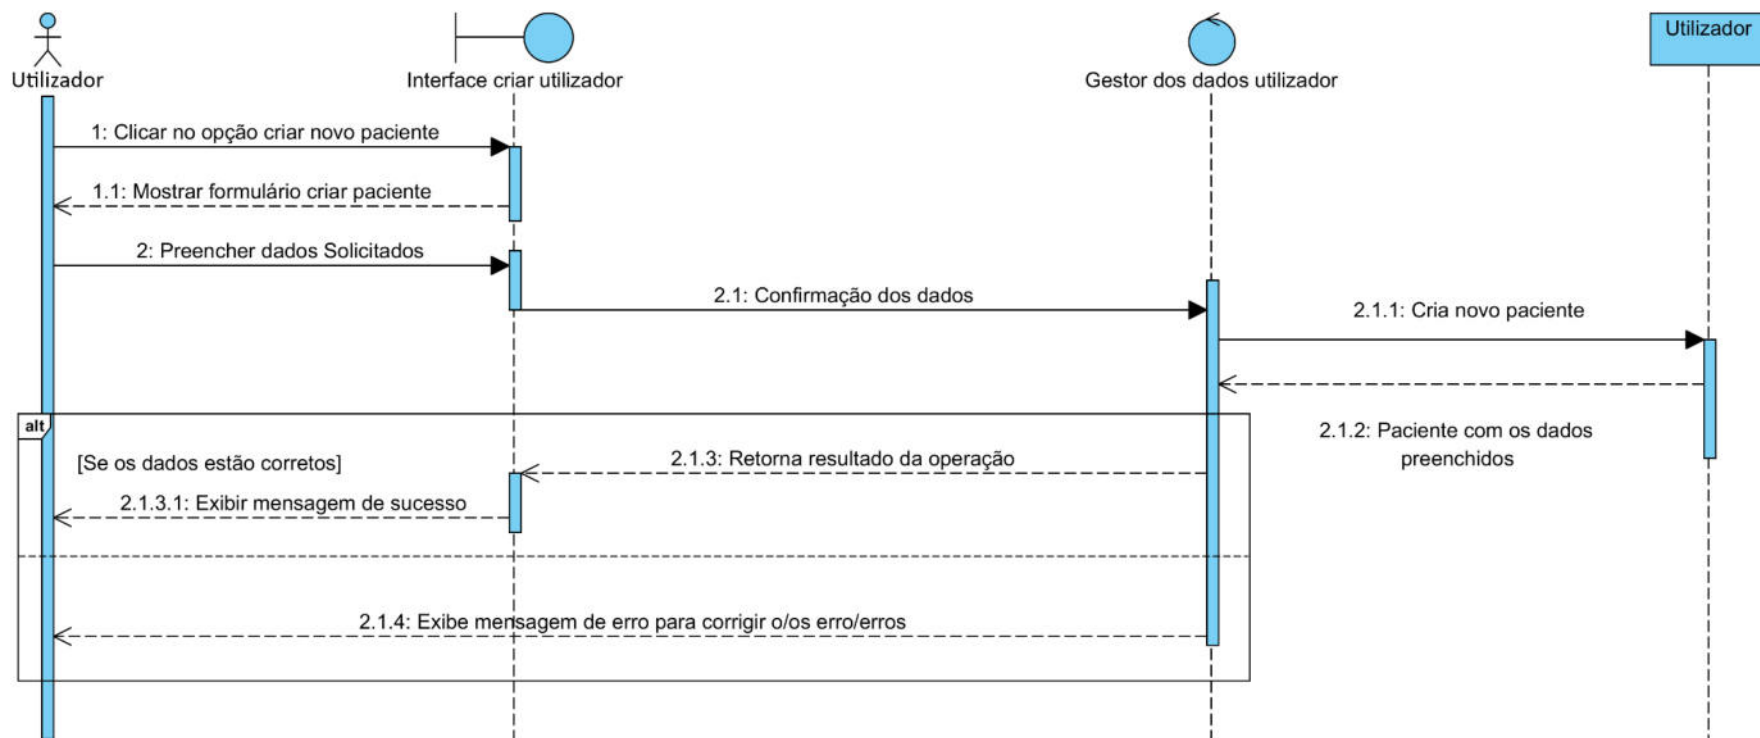 Utilizador
Interface criar utilizador
Gestor dos dados utilizador
Utilizador
1: Clicar no opção criar novo paciente
1.1: Mostrar formulário criar paciente
2: Preencher dados Solicitados
2.1: Confirmação dos dados
2.1.1: Cria novo paciente
2.1.2: Paciente com os dados
preenchidos
alt
[Se os dados estão corretos]
2.1.3: Retorna resultado da operação
2.1.3.1: Exibir mensagem de sucesso
2.1.4: Exibe mensagem de erro para corrigir o/os erro/erros